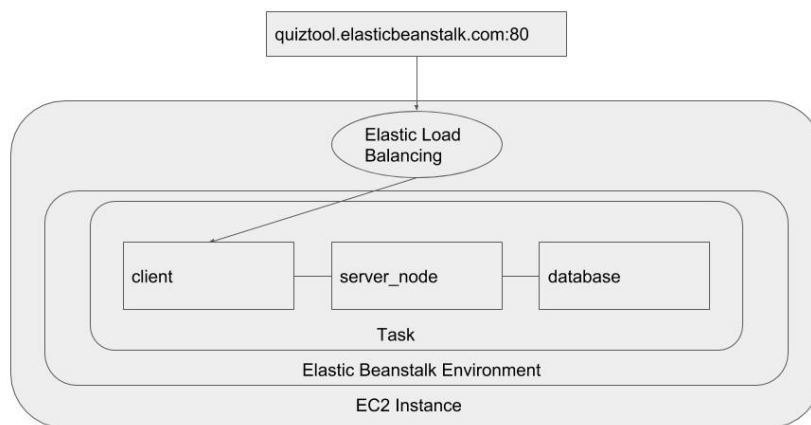 quiztool.elasticbeanstalk.com:80
Elastic Load
Balancing
client
server_node
database
Task
Elastic Beanstalk Environment
EC2 Instance